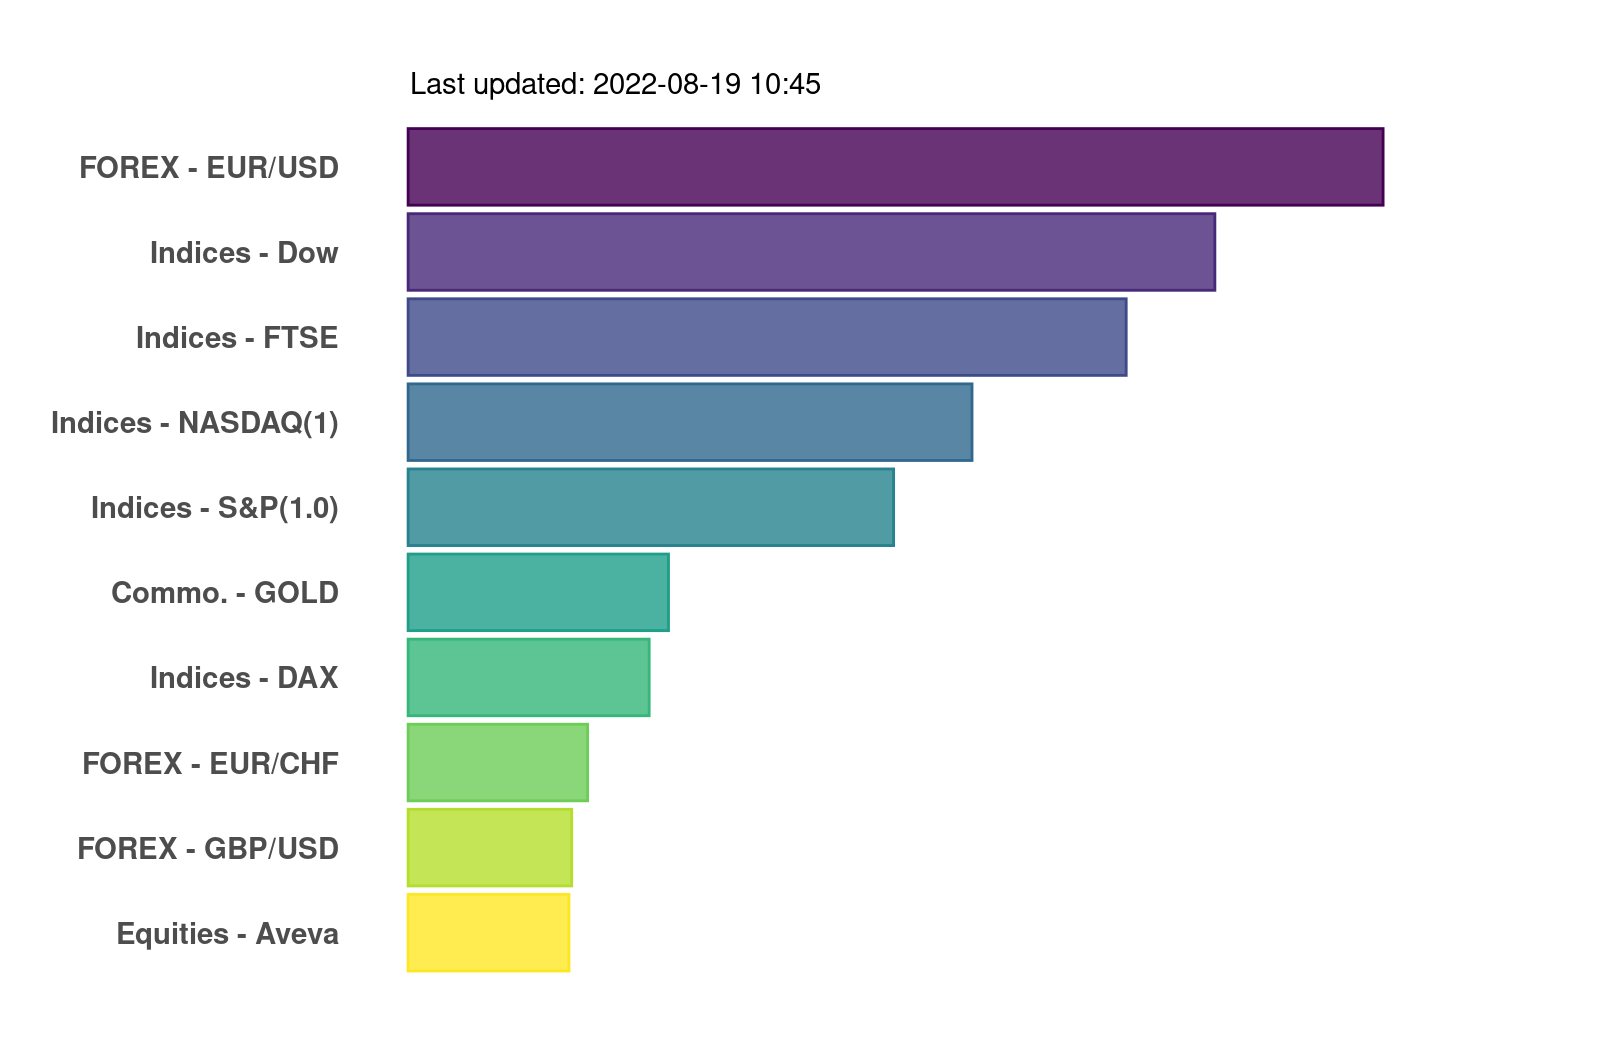 Last updated: 2022-08-19 10:45
FOREX - EUR/USD
Indices - Dow
Indices - FTSE
Indices - NASDAQ(1)
Indices - S&P(1.0)
Commo. - GOLD
Indices - DAX
FOREX - EUR/CHF
FOREX - GBP/USD
Equities - Aveva